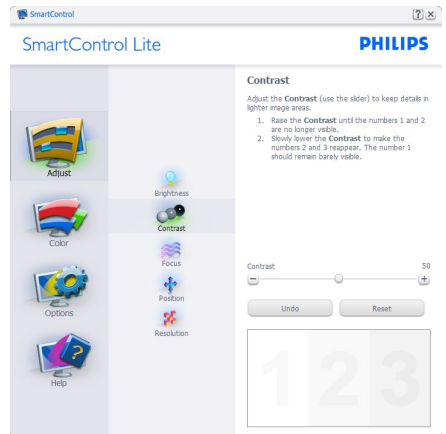 SmartControl
SmartControl Lite
PHILIPS
Adjust
Color
Options
Help
Brightness
Contrast
Focus
Position
Resolution
Contrast
Adjust the Contrast (use the slider) to keep details in
lighter image areas.
1. Raise the Contrast until the numbers 1 and 2
are no longer visible.
2. Slowly lower the Contrast to make the
numbers 2 and 3 reappear. The number 1
should remain barely visible.
Contrast 50
Undo Reset
1 2 3